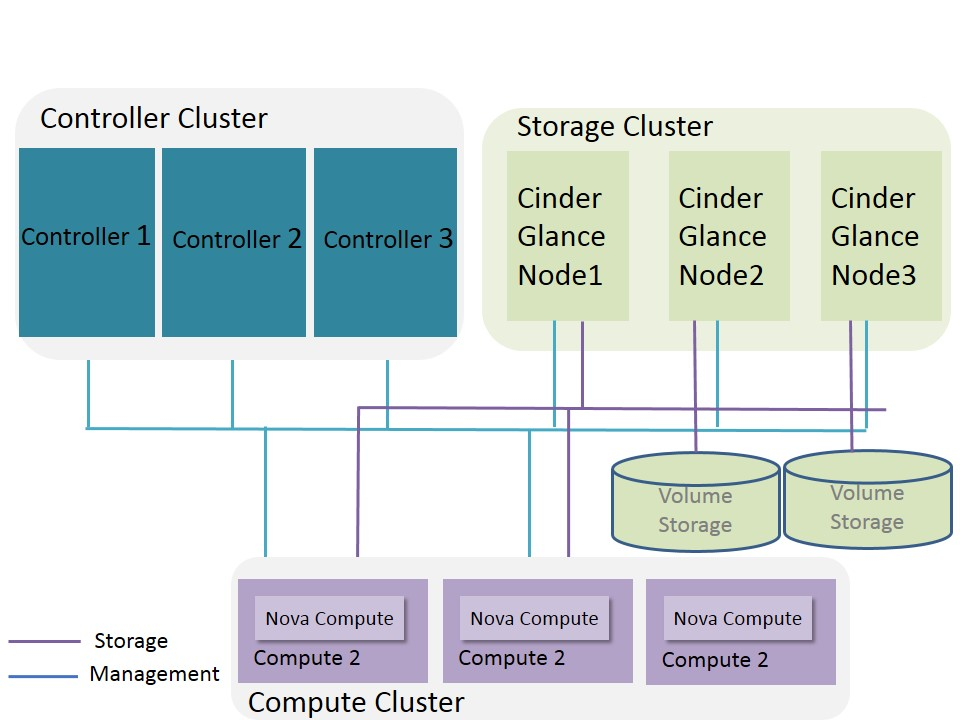 Controller Cluster
Controller 1
Controller 2
Controller 3
Storage Cluster
Cinder
Glance
Node1
Cinder
Glance
Node2
Cinder
Glance
Node3
Volume
Storage
Volume
Storage
Nova Compute
Compute 2
Nova Compute
Compute 2
Nova Compute
Compute 2
Compute Cluster
Storage
Management